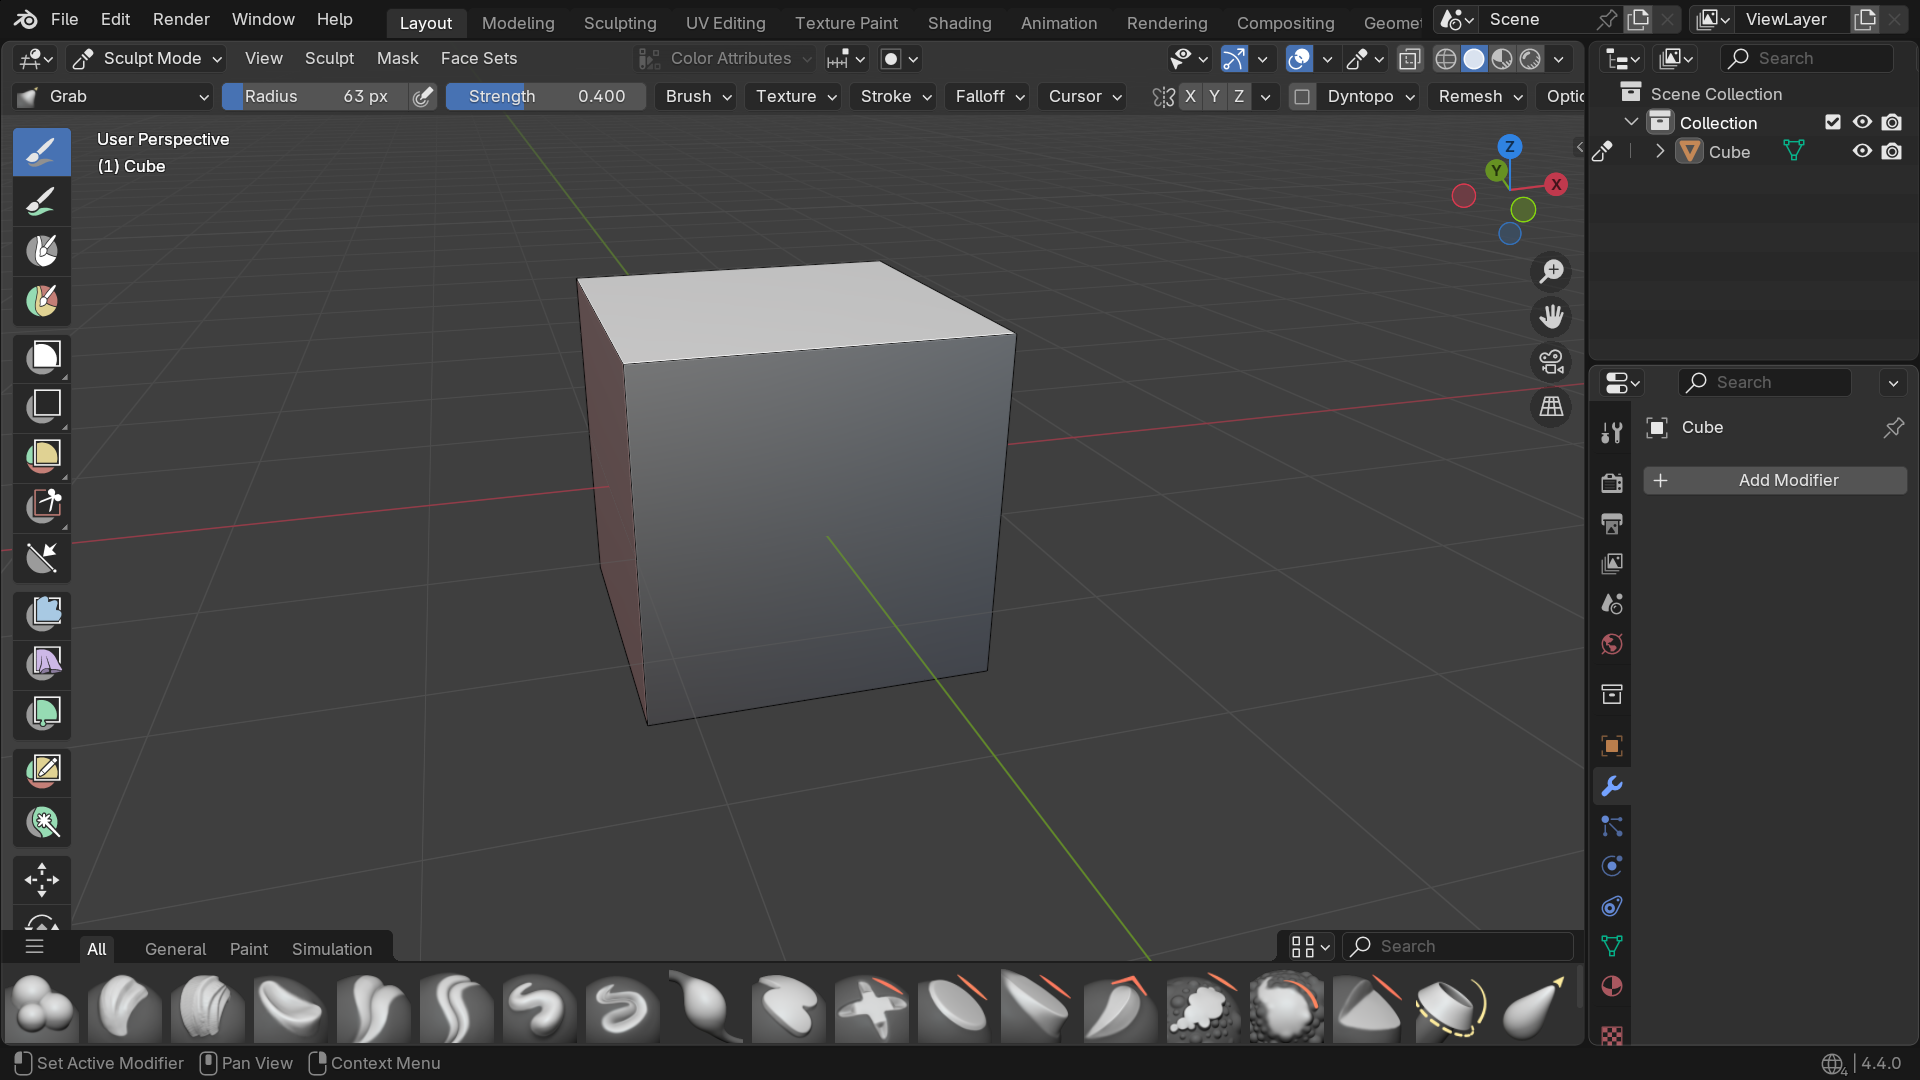 File Edit Render Window Help Layout Modeling Sculpting UV Editing Texture Paint Shading Animation Rendering Compositing Geomet Scene ViewLayer
Sculpt Mode View Sculpt Mask Face Sets Color Attributes Search
Grab Radius 63 px Strength 0.400 Brush Texture Stroke Falloff Cursor X Y Z Dyntopo Remesh Optio
Scene Collection
Collection
Cube
User Perspective
(1) Cube
Z
Y
X
Search
Cube
Add Modifier
All General Paint Simulation Search
Set Active Modifier Pan View Context Menu 4 4.4.0